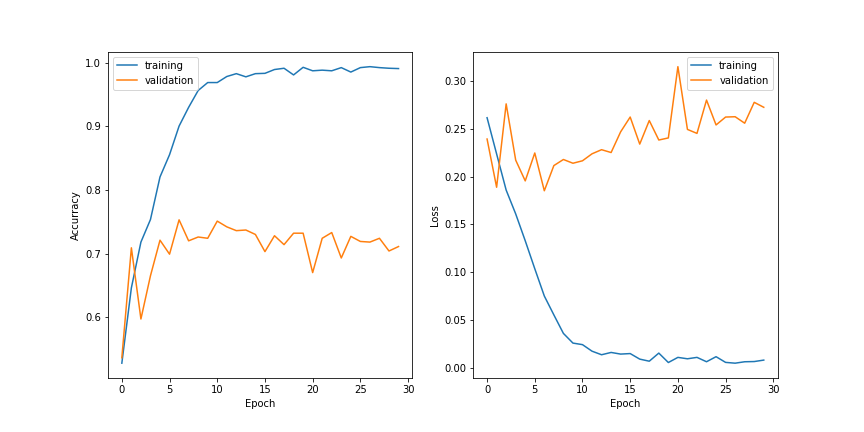 training
validation
1.0
0.9
0.8
0.7
0.6
Accurracy
0 5 10 15 20 25 30
Epoch
training
validation
0.30
0.25
0.20
0.15
0.10
0.05
0.00
Loss
0 5 10 15 20 25 30
Epoch